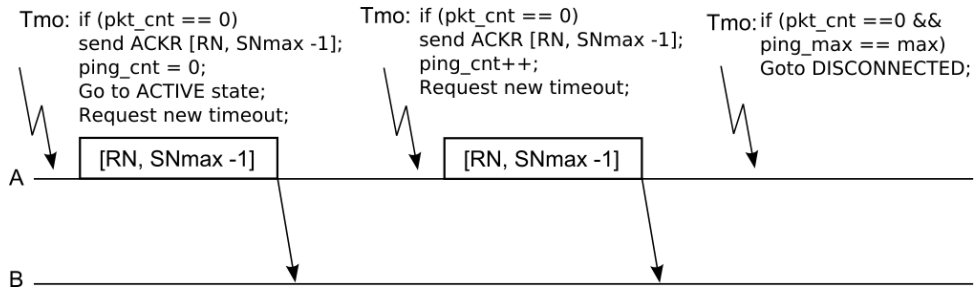 Tmo: if (pkt_cnt == 0)
send ACKR [RN, SNmax -1];
ping_cnt = 0;
Go to ACTIVE state;
Request new timeout;
Tmo: if (pkt_cnt == 0)
send ACKR [RN, SNmax -1];
ping_cnt++;
Request new timeout;
Tmo: if (pkt_cnt ==0 &&
ping_max == max)
Goto DISCONNECTED;
[RN, SNmax -1]
[RN, SNmax -1]
A
B